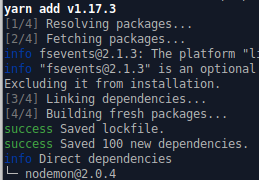 yarn add v1.17.3
[1/4] Resolving packages...
[2/4] Fetching packages...
info fsevents@2.1.3: The platform "li
info "fsevents@2.1.3" is an optional
Excluding it from installation.
[3/4] Linking dependencies...
[4/4] Building fresh packages...
success Saved lockfile.
success Saved 100 new dependencies.
info Direct dependencies
└─ nodemon@2.0.4